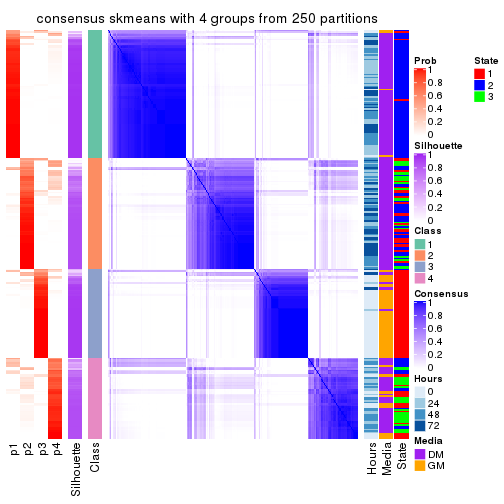 consensus skmeans with 4 groups from 250 partitions
p1
p2
p3
p4
Silhouette
Class
Hours
Media
State
Prob
1
0.8
0.6
0.4
0.2
0
Silhouette
1
0.8
0.6
0.4
0.2
0
Class
1
2
3
4
Consensus
1
0.8
0.6
0.4
0.2
0
Hours
0
24
48
72
Media
DM
GM
State
1
2
3